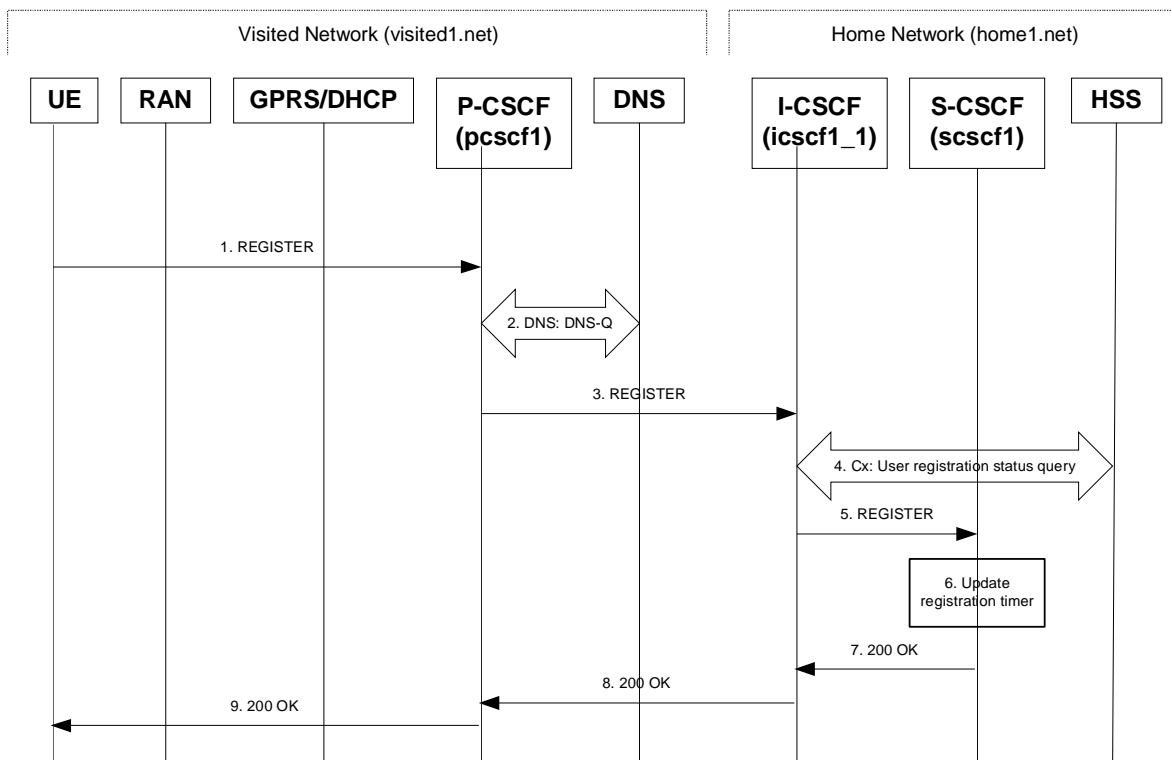 Visited Network (visited1.net)
Home Network (home1.net)
UE
RAN
GPRS/DHCP
P-CSCF
(pcscf1)
DNS
I-CSCF
(icscf1_1)
S-CSCF
(scscf1)
HSS
1. REGISTER
2. DNS: DNS-Q
3. REGISTER
4. Cx: User registration status query
5. REGISTER
6. Update
registration timer
7. 200 OK
8. 200 OK
9. 200 OK